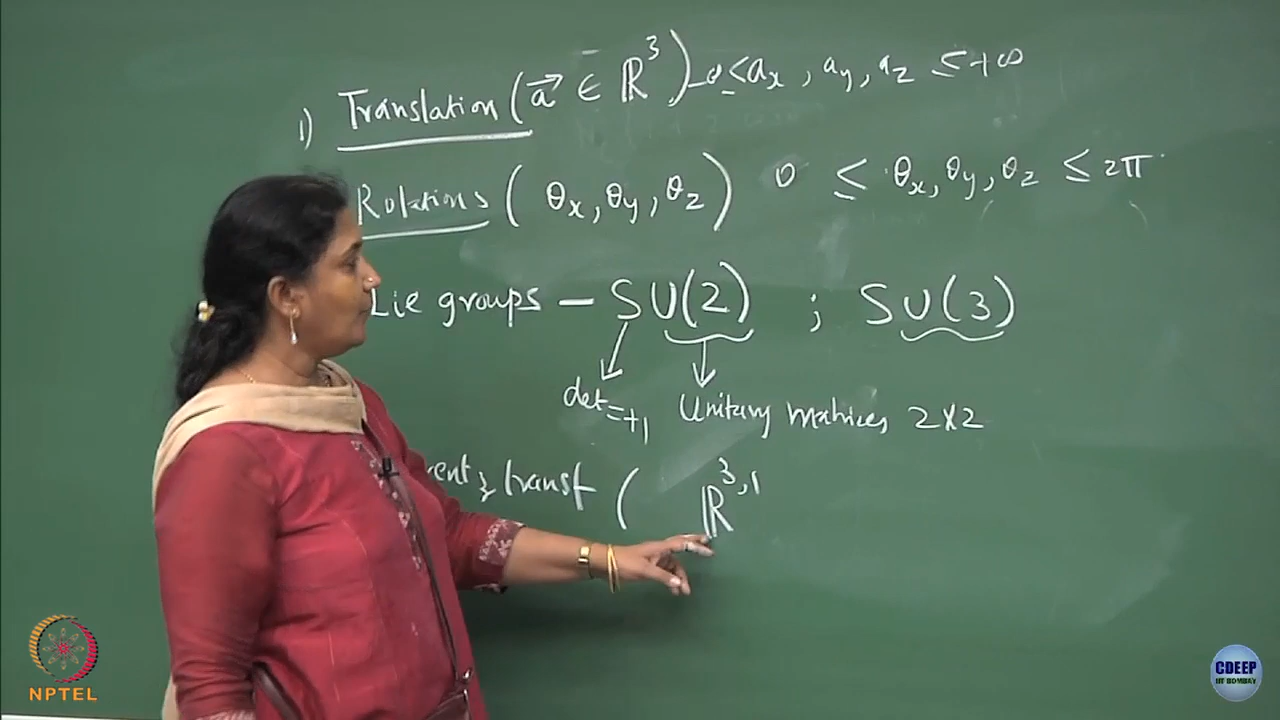 1) Translation ( a⃗ ∈ ℝ³ ) -∞ ≤ aₓ , a_y , a_z ≤ +∞
Rotations ( θₓ , θ_y , θ_z ) 0 ≤ θₓ , θ_y , θ_z ≤ 2π
Lie groups – SU(2) ; SU(3)
det = +1 Unitary matrices 2×2
transf ( ℝ³,¹
NPTEL
CDEEP
IIT BOMBAY